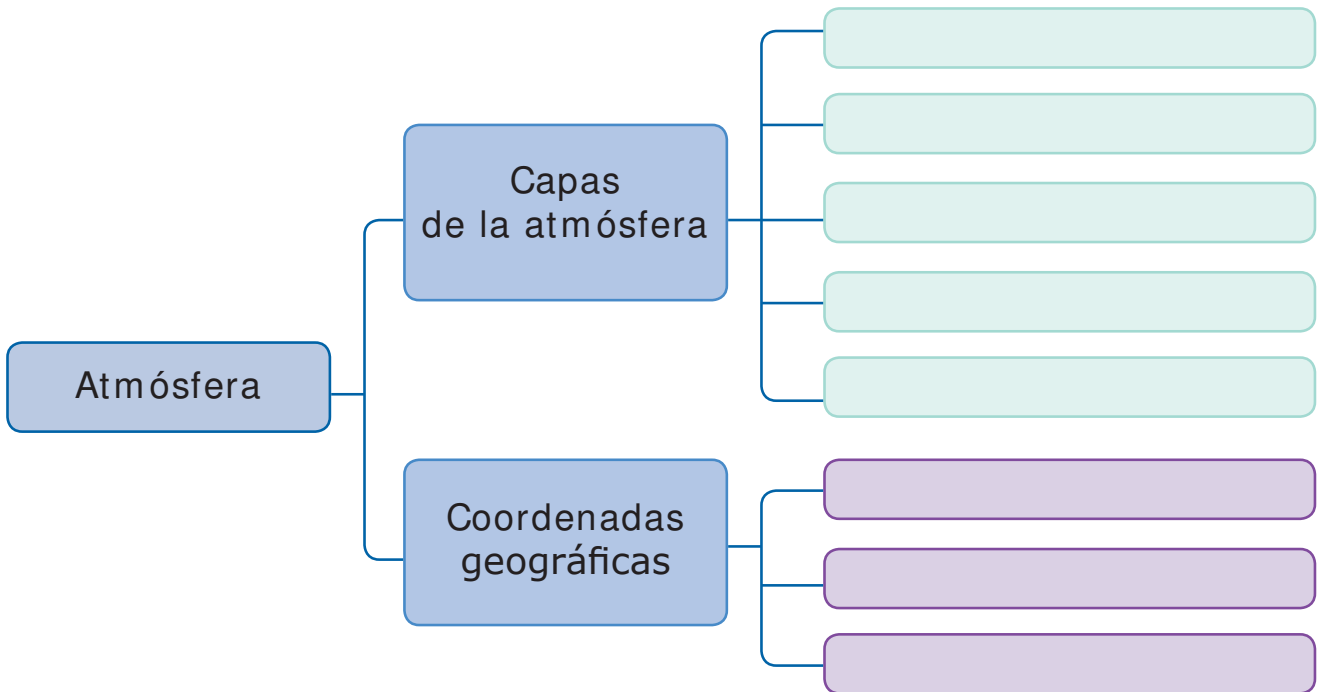 Capas
de la atmósfera
Atmósfera
Coordenadas
geográficas